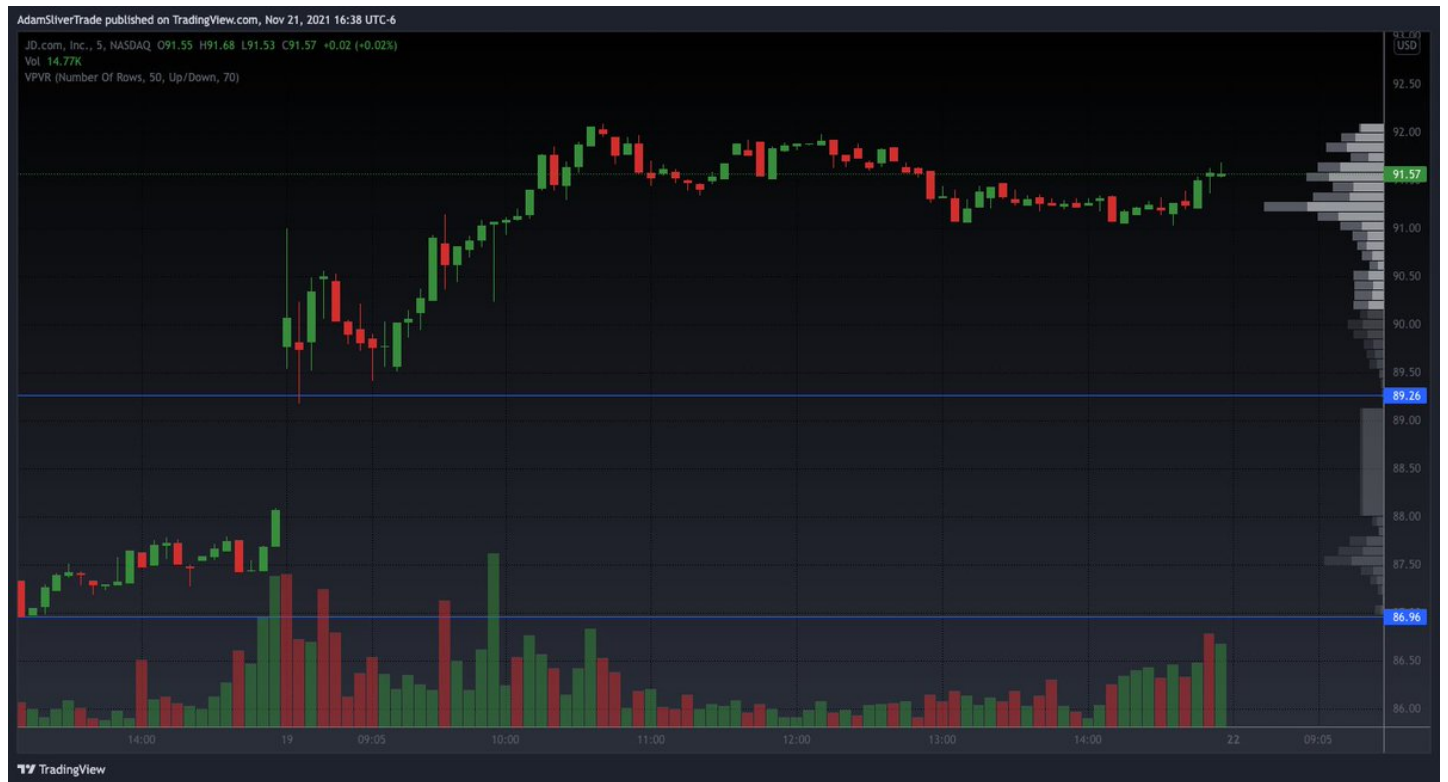 AdamSliverTrade published on TradingView.com, Nov 21, 2021 16:38 UTC-6
JD.com, Inc., 5, NASDAQ O91.55 H91.68 L91.53 C91.57 +0.02 (+0.02%)
Vol 14.77K
VPVR (Number Of Rows, 50, Up/Down, 70)
93.00
USD
92.50
92.00
91.57
91.00
90.50
90.00
89.50
89.26
89.00
88.50
88.00
87.50
86.96
86.50
86.00
14:00 19 09:05 10:00 11:00 12:00 13:00 14:00 22 09:05
TradingView